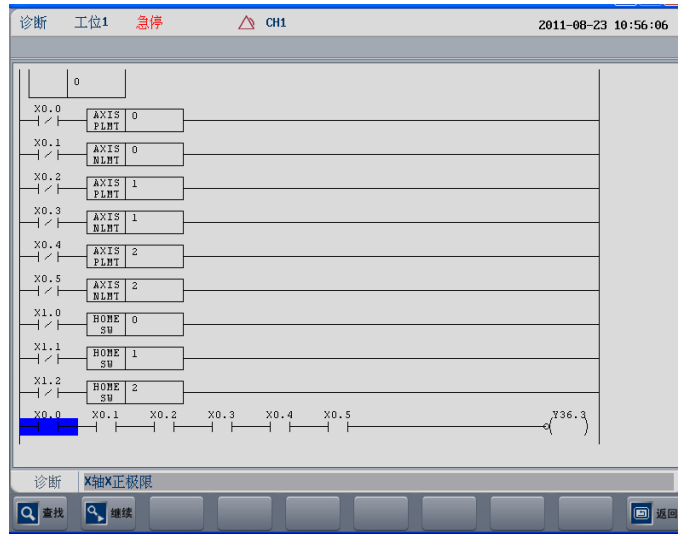 诊断 工位1 急停 CH1 2011-08-23 10:56:06
0
X0.0
AXIS 0
PLMT
X0.1
AXIS 0
NLMT
X0.2
AXIS 1
PLMT
X0.3
AXIS 1
NLMT
X0.4
AXIS 2
PLMT
X0.5
AXIS 2
NLMT
X1.0
HOME 0
SW
X1.1
HOME 1
SW
X1.2
HOME 2
SW
X0.0 X0.1 X0.2 X0.3 X0.4 X0.5 Y36.3
诊断 X轴X正极限
查找 继续 返回